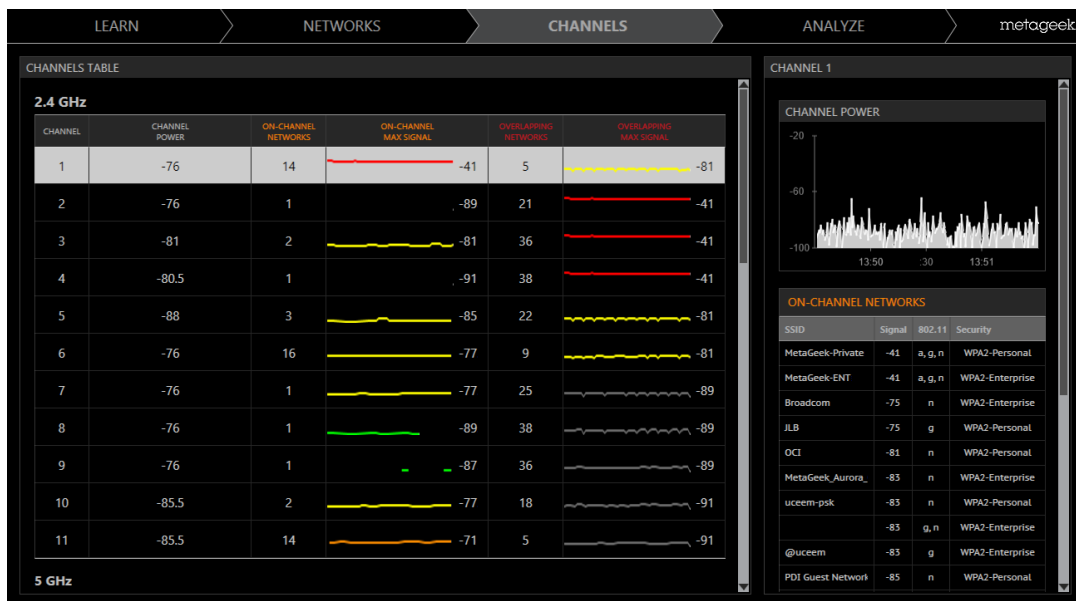 LEARN NETWORKS CHANNELS ANALYZE metageek
CHANNELS TABLE
2.4 GHz
CHANNEL CHANNEL POWER ON-CHANNEL NETWORKS ON-CHANNEL MAX SIGNAL OVERLAPPING NETWORKS OVERLAPPING MAX SIGNAL
1 -76 14 -41 5 -81
2 -76 1 -89 21 -41
3 -81 2 -81 36 -41
4 -80.5 1 -91 38 -41
5 -88 3 -85 22 -81
6 -76 16 -77 9 -81
7 -76 1 -77 25 -89
8 -76 1 -89 38 -89
9 -76 1 -87 36 -89
10 -85.5 2 -77 18 -91
11 -85.5 14 -71 5 -91
5 GHz
CHANNEL 1
CHANNEL POWER
-20
-60
-100
13:50 :30 13:51
ON-CHANNEL NETWORKS
SSID Signal 802.11 Security
MetaGeek-Private -41 a, g, n WPA2-Personal
MetaGeek-ENT -41 a, g, n WPA2-Enterprise
Broadcom -75 n WPA2-Enterprise
JLB -75 g WPA2-Personal
OCI -81 n WPA2-Personal
MetaGeek_Aurora_ -83 n WPA2-Enterprise
uceem-psk -83 n WPA2-Personal
-83 g, n WPA2-Enterprise
@uceem -83 g WPA2-Enterprise
PDI Guest Network -85 n WPA2-Personal